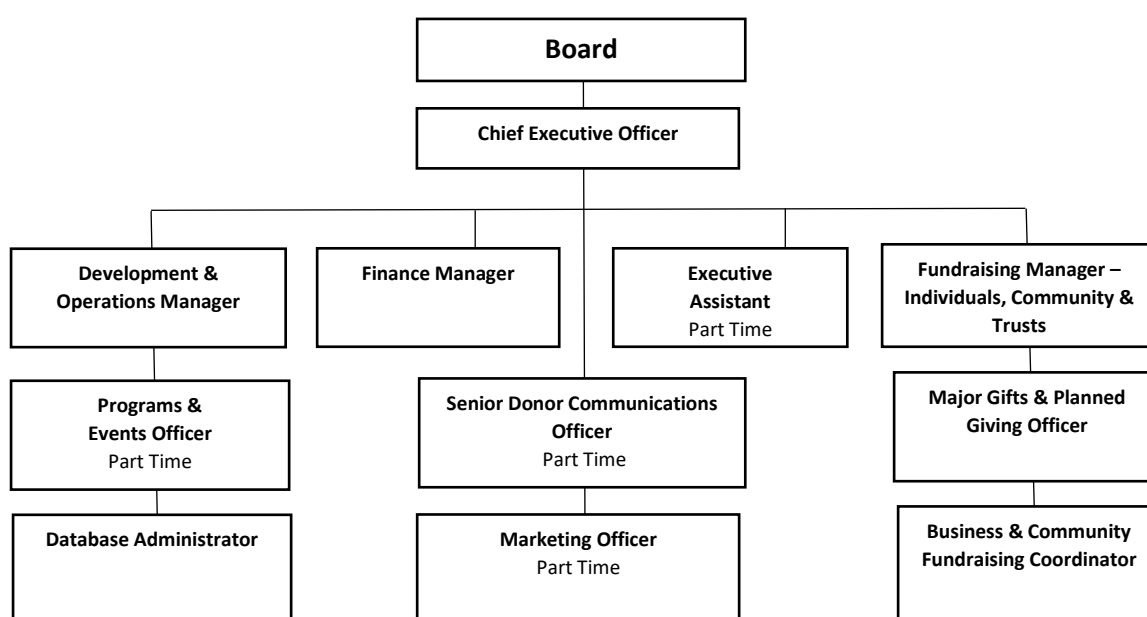 Board
Chief Executive Officer
Development &
Operations Manager
Finance Manager
Executive
Assistant
Part Time
Fundraising Manager –
Individuals, Community &
Trusts
Programs &
Events Officer
Part Time
Senior Donor Communications
Officer
Part Time
Major Gifts & Planned
Giving Officer
Database Administrator
Marketing Officer
Part Time
Business & Community
Fundraising Coordinator